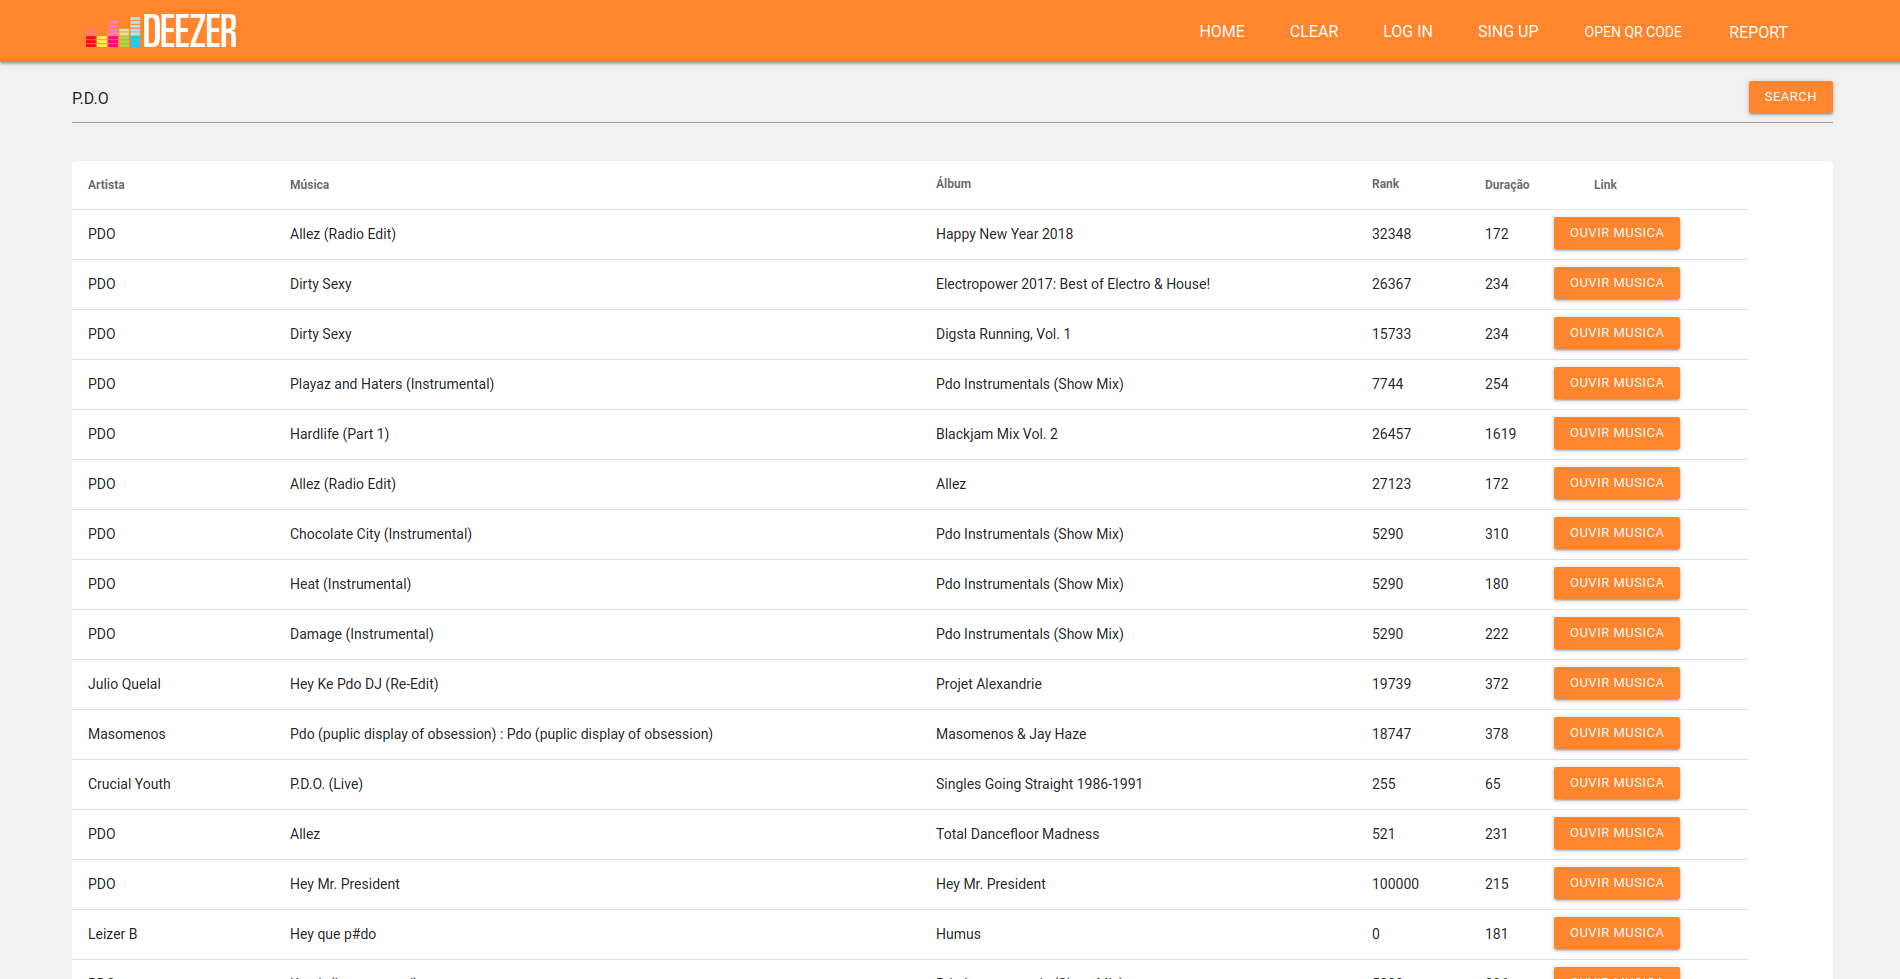 DEEZER HOME CLEAR LOG IN SING UP OPEN QR CODE REPORT
P.D.O SEARCH
Artista Música Álbum Rank Duração Link
PDO Allez (Radio Edit) Happy New Year 2018 32348 172 OUVIR MUSICA
PDO Dirty Sexy Electropower 2017: Best of Electro & House! 26367 234 OUVIR MUSICA
PDO Dirty Sexy Digsta Running, Vol. 1 15733 234 OUVIR MUSICA
PDO Playaz and Haters (Instrumental) Pdo Instrumentals (Show Mix) 7744 254 OUVIR MUSICA
PDO Hardlife (Part 1) Blackjam Mix Vol. 2 26457 1619 OUVIR MUSICA
PDO Allez (Radio Edit) Allez 27123 172 OUVIR MUSICA
PDO Chocolate City (Instrumental) Pdo Instrumentals (Show Mix) 5290 310 OUVIR MUSICA
PDO Heat (Instrumental) Pdo Instrumentals (Show Mix) 5290 180 OUVIR MUSICA
PDO Damage (Instrumental) Pdo Instrumentals (Show Mix) 5290 222 OUVIR MUSICA
Julio Quelal Hey Ke Pdo DJ (Re-Edit) Projet Alexandrie 19739 372 OUVIR MUSICA
Masomenos Pdo (puplic display of obsession) : Pdo (puplic display of obsession) Masomenos & Jay Haze 18747 378 OUVIR MUSICA
Crucial Youth P.D.O. (Live) Singles Going Straight 1986-1991 255 65 OUVIR MUSICA
PDO Allez Total Dancefloor Madness 521 231 OUVIR MUSICA
PDO Hey Mr. President Hey Mr. President 100000 215 OUVIR MUSICA
Leizer B Hey que p#do Humus 0 181 OUVIR MUSICA